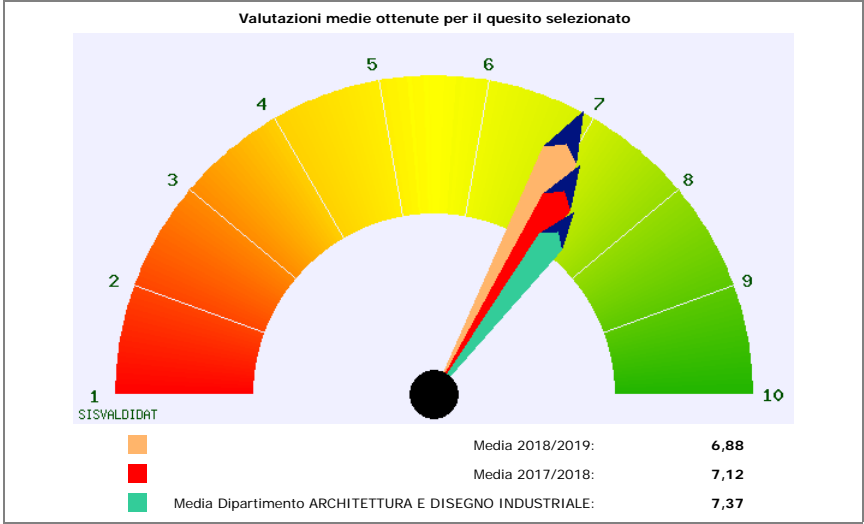 Valutazioni medie ottenute per il quesito selezionato
5
6
4
7
3
8
2
9
1
10
SISVALDIDAT
Media 2018/2019: 6,88
Media 2017/2018: 7,12
Media Dipartimento ARCHITETTURA E DISEGNO INDUSTRIALE: 7,37